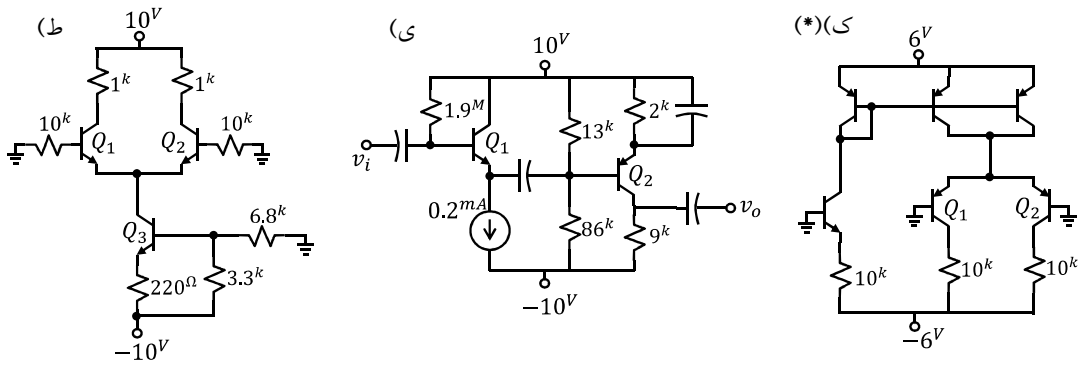 ط)
10^V
1^k
1^k
10^k
Q_1
Q_2
10^k
Q_3
6.8^k
220^Ω
3.3^k
−10^V
ی)
10^V
1.9^M
13^k
2^k
v_i
Q_1
Q_2
0.2^mA
86^k
9^k
v_o
−10^V
ک)(*)
6^V
Q_1
Q_2
10^k
10^k
10^k
−6^V